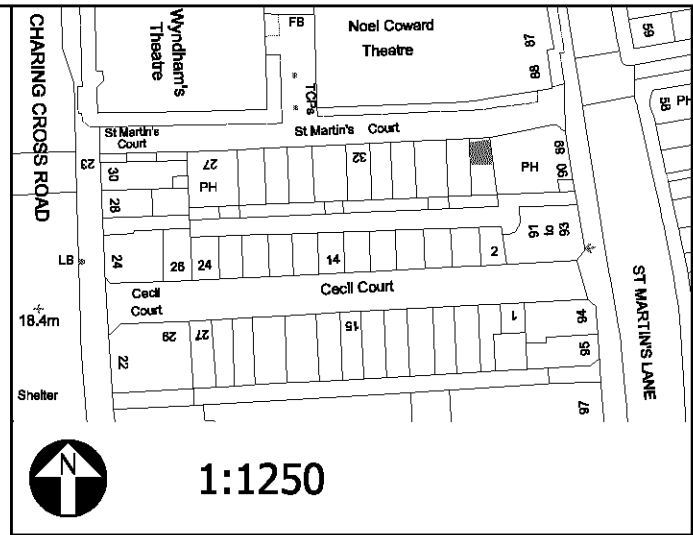 CHARING CROSS ROAD
Wyndham's
Theatre
FB
TCPs
Noel Coward
Theatre
87
88
59
58 PH
St Martin's
Court
St Martin's Court
23
30
28
27
PH
32
PH
89
90
LB
24
26
24
14
2
91
to
93
18.4m
Cecil
Court
Cecil Court
ST MARTIN'S LANE
22
29
27
15
1
94
95
97
Shelter
N
1:1250